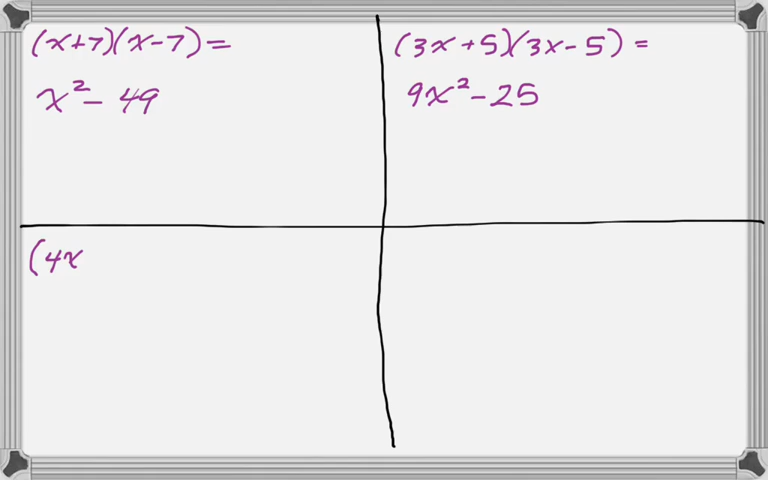 (x+7)(x-7)=
x²-49
(3x+5)(3x-5)=
9x²-25
(4x